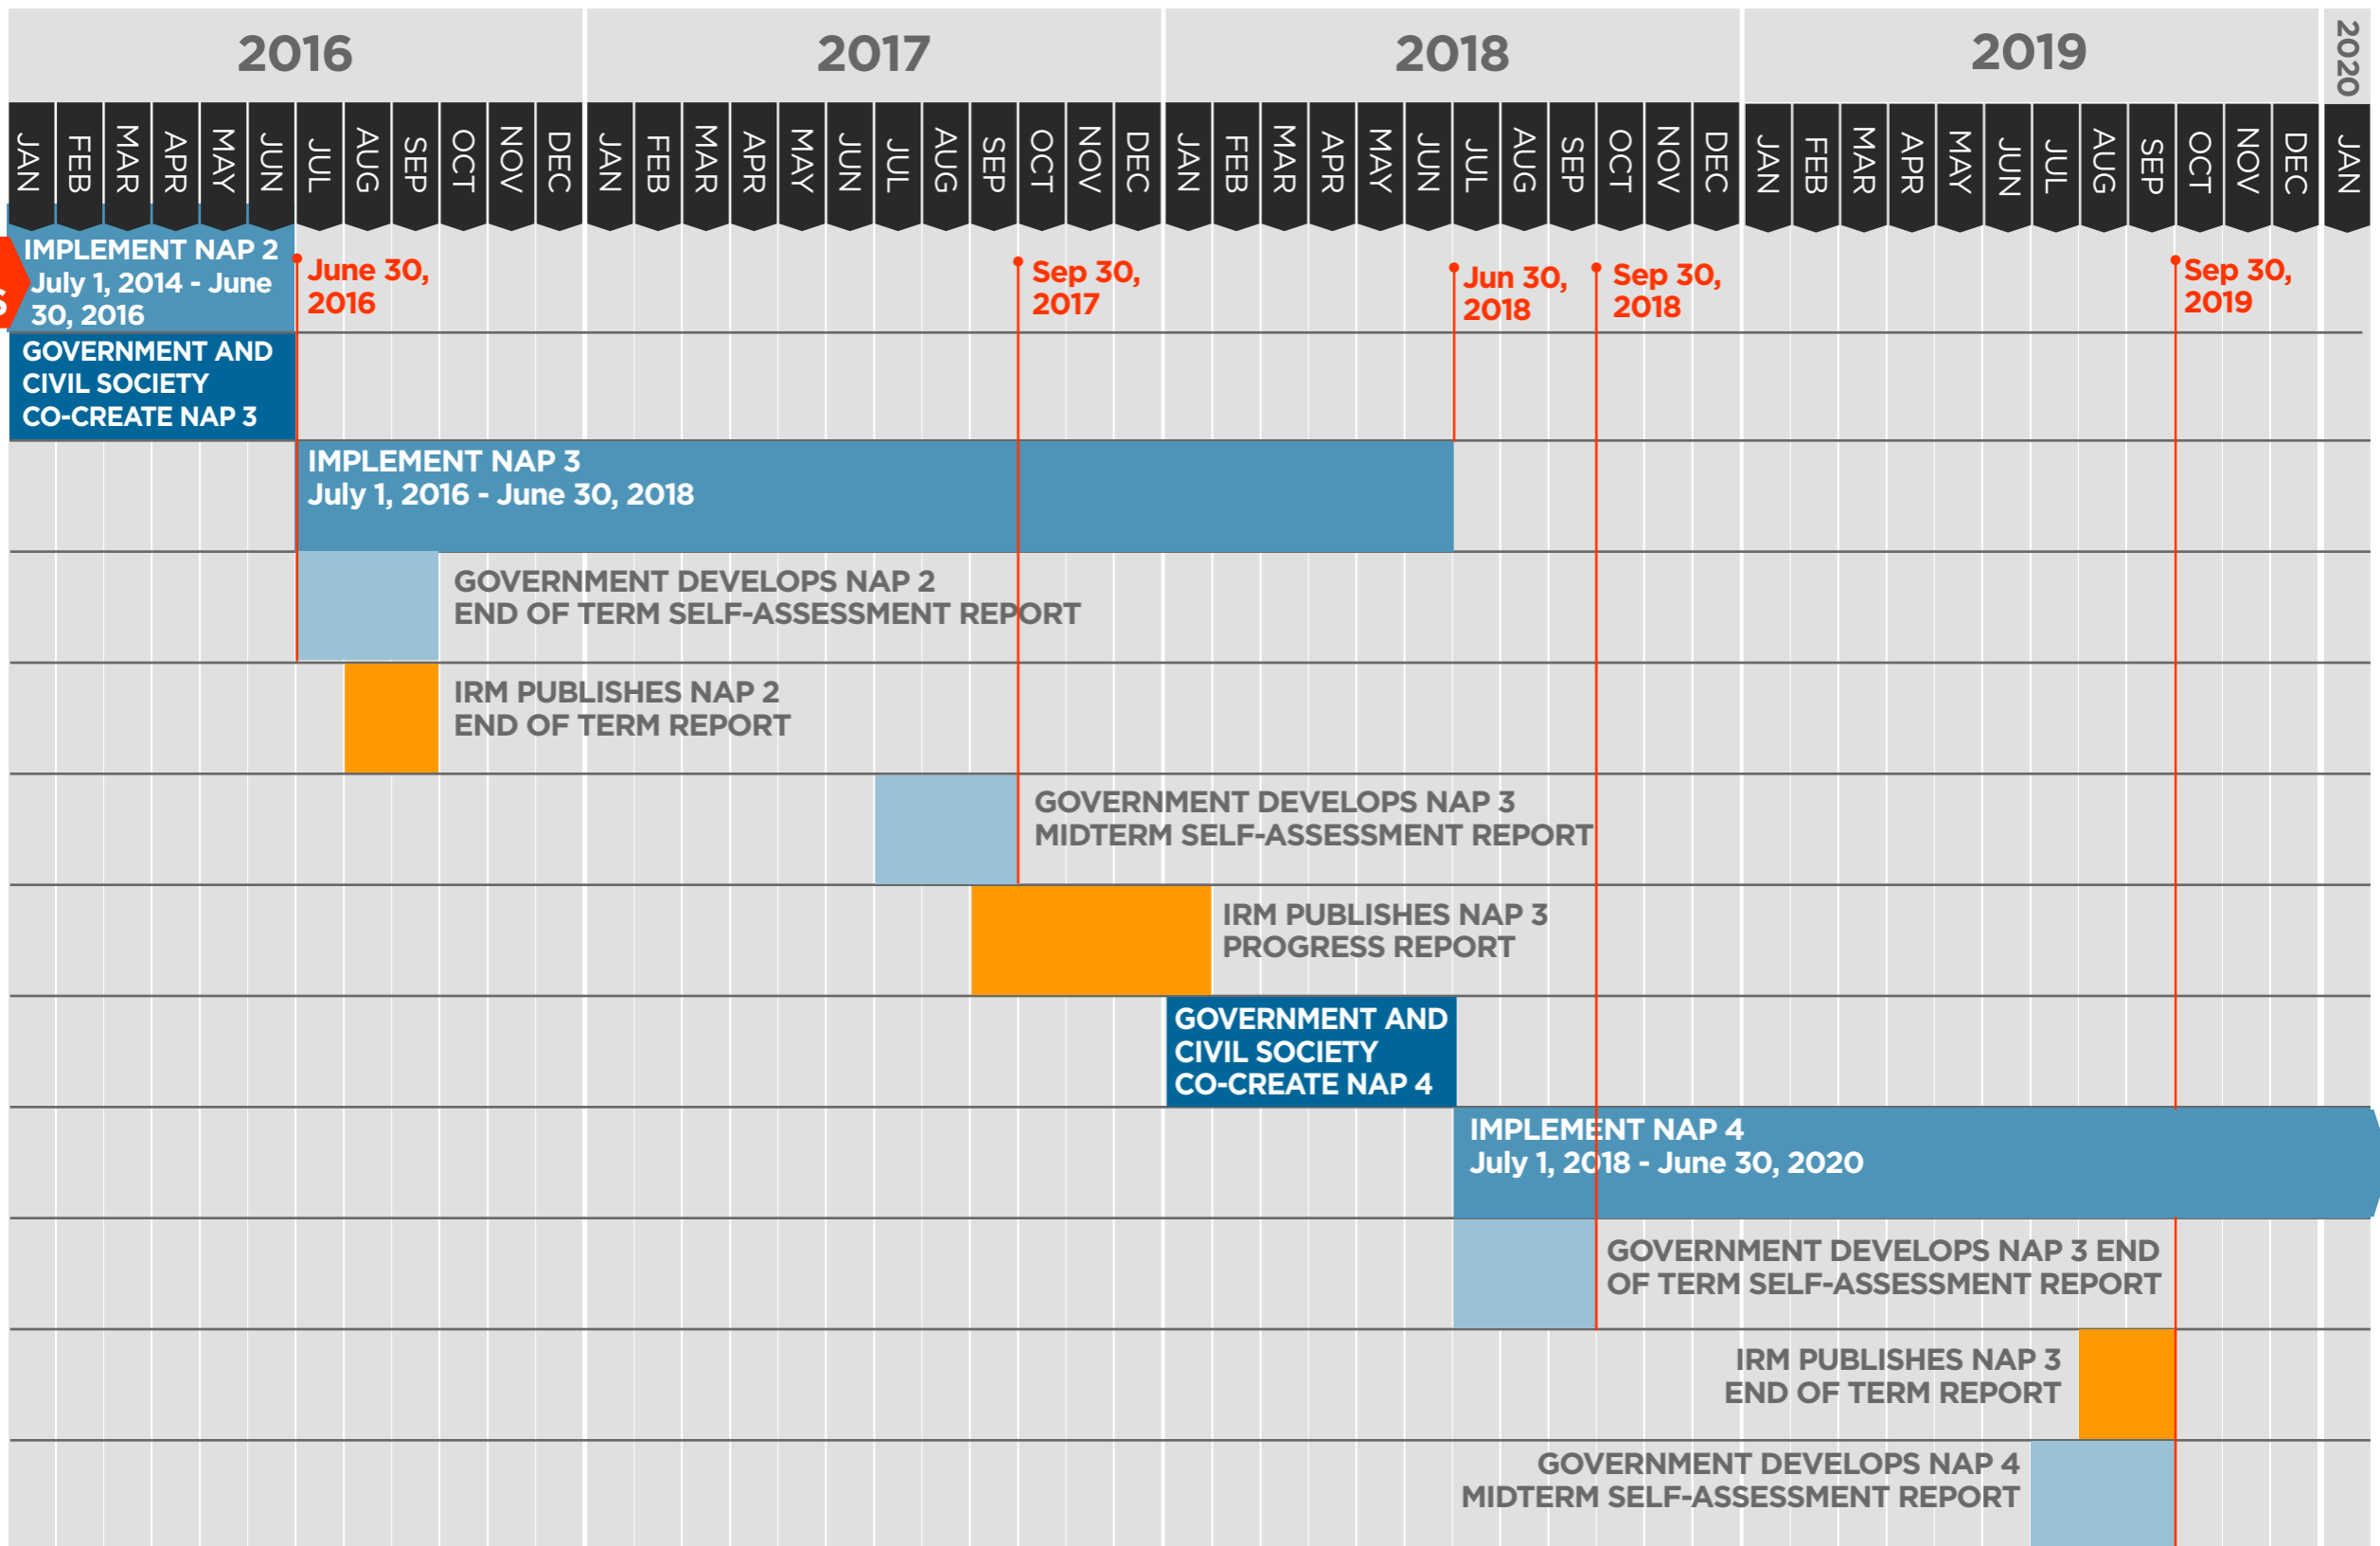 2016
2017
2018
2019
2020
JAN FEB MAR APR MAY JUN JUL AUG SEP OCT NOV DEC JAN FEB MAR APR MAY JUN JUL AUG SEP OCT NOV DEC JAN FEB MAR APR MAY JUN JUL AUG SEP OCT NOV DEC JAN FEB MAR APR MAY JUN JUL AUG SEP OCT NOV DEC JAN
IMPLEMENT NAP 2
July 1, 2014 - June
30, 2016
June 30,
2016
Sep 30,
2017
Jun 30,
2018
Sep 30,
2018
Sep 30,
2019
GOVERNMENT AND
CIVIL SOCIETY
CO-CREATE NAP 3
IMPLEMENT NAP 3
July 1, 2016 - June 30, 2018
GOVERNMENT DEVELOPS NAP 2
END OF TERM SELF-ASSESSMENT REPORT
IRM PUBLISHES NAP 2
END OF TERM REPORT
GOVERNMENT DEVELOPS NAP 3
MIDTERM SELF-ASSESSMENT REPORT
IRM PUBLISHES NAP 3
PROGRESS REPORT
GOVERNMENT AND
CIVIL SOCIETY
CO-CREATE NAP 4
IMPLEMENT NAP 4
July 1, 2018 - June 30, 2020
GOVERNMENT DEVELOPS NAP 3 END
OF TERM SELF-ASSESSMENT REPORT
IRM PUBLISHES NAP 3
END OF TERM REPORT
GOVERNMENT DEVELOPS NAP 4
MIDTERM SELF-ASSESSMENT REPORT